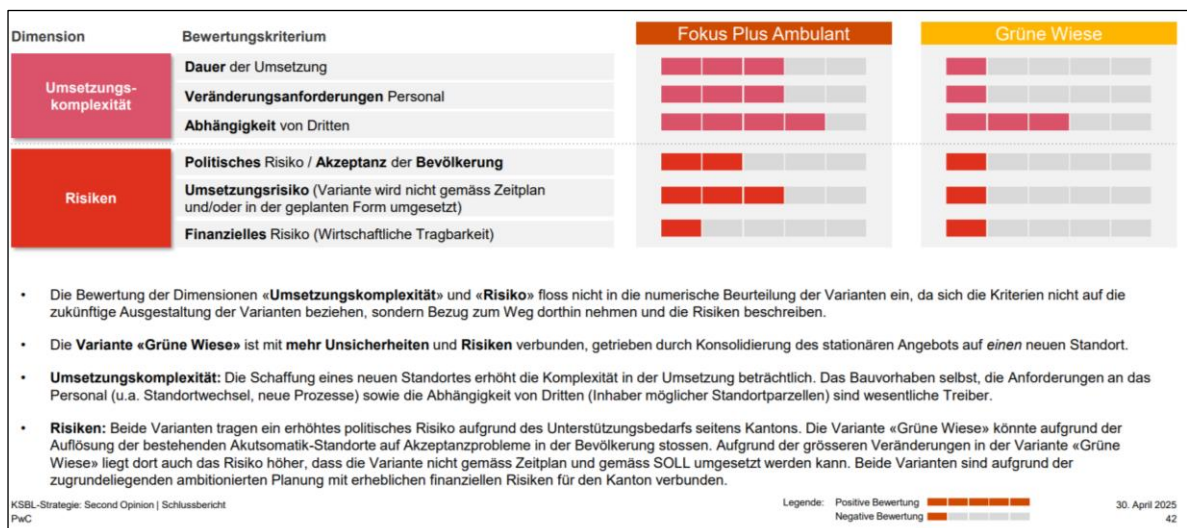 Dimension Bewertungskriterium Fokus Plus Ambulant Grüne Wiese
Umsetzungs-
komplexität
Dauer der Umsetzung
Veränderungsanforderungen Personal
Abhängigkeit von Dritten
Risiken
Politisches Risiko / Akzeptanz der Bevölkerung
Umsetzungsrisiko (Variante wird nicht gemäss Zeitplan
und/oder in der geplanten Form umgesetzt)
Finanzielles Risiko (Wirtschaftliche Tragbarkeit)
• Die Bewertung der Dimensionen «Umsetzungskomplexität» und «Risiko» floss nicht in die numerische Beurteilung der Varianten ein, da sich die Kriterien nicht auf die
zukünftige Ausgestaltung der Varianten beziehen, sondern Bezug zum Weg dorthin nehmen und die Risiken beschreiben.
• Die Variante «Grüne Wiese» ist mit mehr Unsicherheiten und Risiken verbunden, getrieben durch Konsolidierung des stationären Angebots auf einen neuen Standort.
• Umsetzungskomplexität: Die Schaffung eines neuen Standortes erhöht die Komplexität in der Umsetzung beträchtlich. Das Bauvorhaben selbst, die Anforderungen an das
Personal (u.a. Standortwechsel, neue Prozesse) sowie die Abhängigkeit von Dritten (Inhaber möglicher Standortparzellen) sind wesentliche Treiber.
• Risiken: Beide Varianten tragen ein erhöhtes politisches Risiko aufgrund des Unterstützungsbedarfs seitens Kantons. Die Variante «Grüne Wiese» könnte aufgrund der
Auflösung der bestehenden Akutsomatik-Standorte auf Akzeptanzprobleme in der Bevölkerung stossen. Aufgrund der grösseren Veränderungen in der Variante «Grüne
Wiese» liegt dort auch das Risiko höher, dass die Variante nicht gemäss Zeitplan und gemäss SOLL umgesetzt werden kann. Beide Varianten sind aufgrund der
zugrundeliegenden ambitionierten Planung mit erheblichen finanziellen Risiken für den Kanton verbunden.
KSBL-Strategie: Second Opinion | Schlussbericht
PwC
Legende: Positive Bewertung
Negative Bewertung
30. April 2025
42